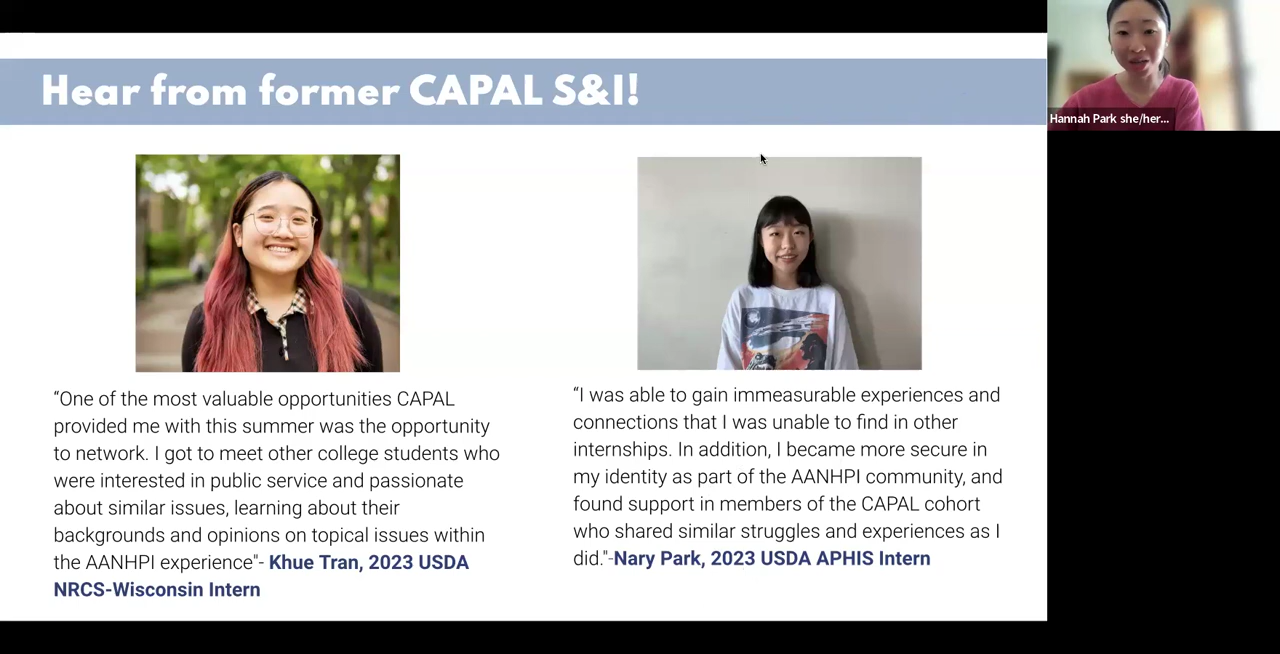 Hear from former CAPAL S&I!
Hannah Park she/her...
“One of the most valuable opportunities CAPAL
provided me with this summer was the opportunity
to network. I got to meet other college students who
were interested in public service and passionate
about similar issues, learning about their
backgrounds and opinions on topical issues within
the AANHPI experience"- Khue Tran, 2023 USDA
NRCS-Wisconsin Intern
“I was able to gain immeasurable experiences and
connections that I was unable to find in other
internships. In addition, I became more secure in
my identity as part of the AANHPI community, and
found support in members of the CAPAL cohort
who shared similar struggles and experiences as I
did."-Nary Park, 2023 USDA APHIS Intern